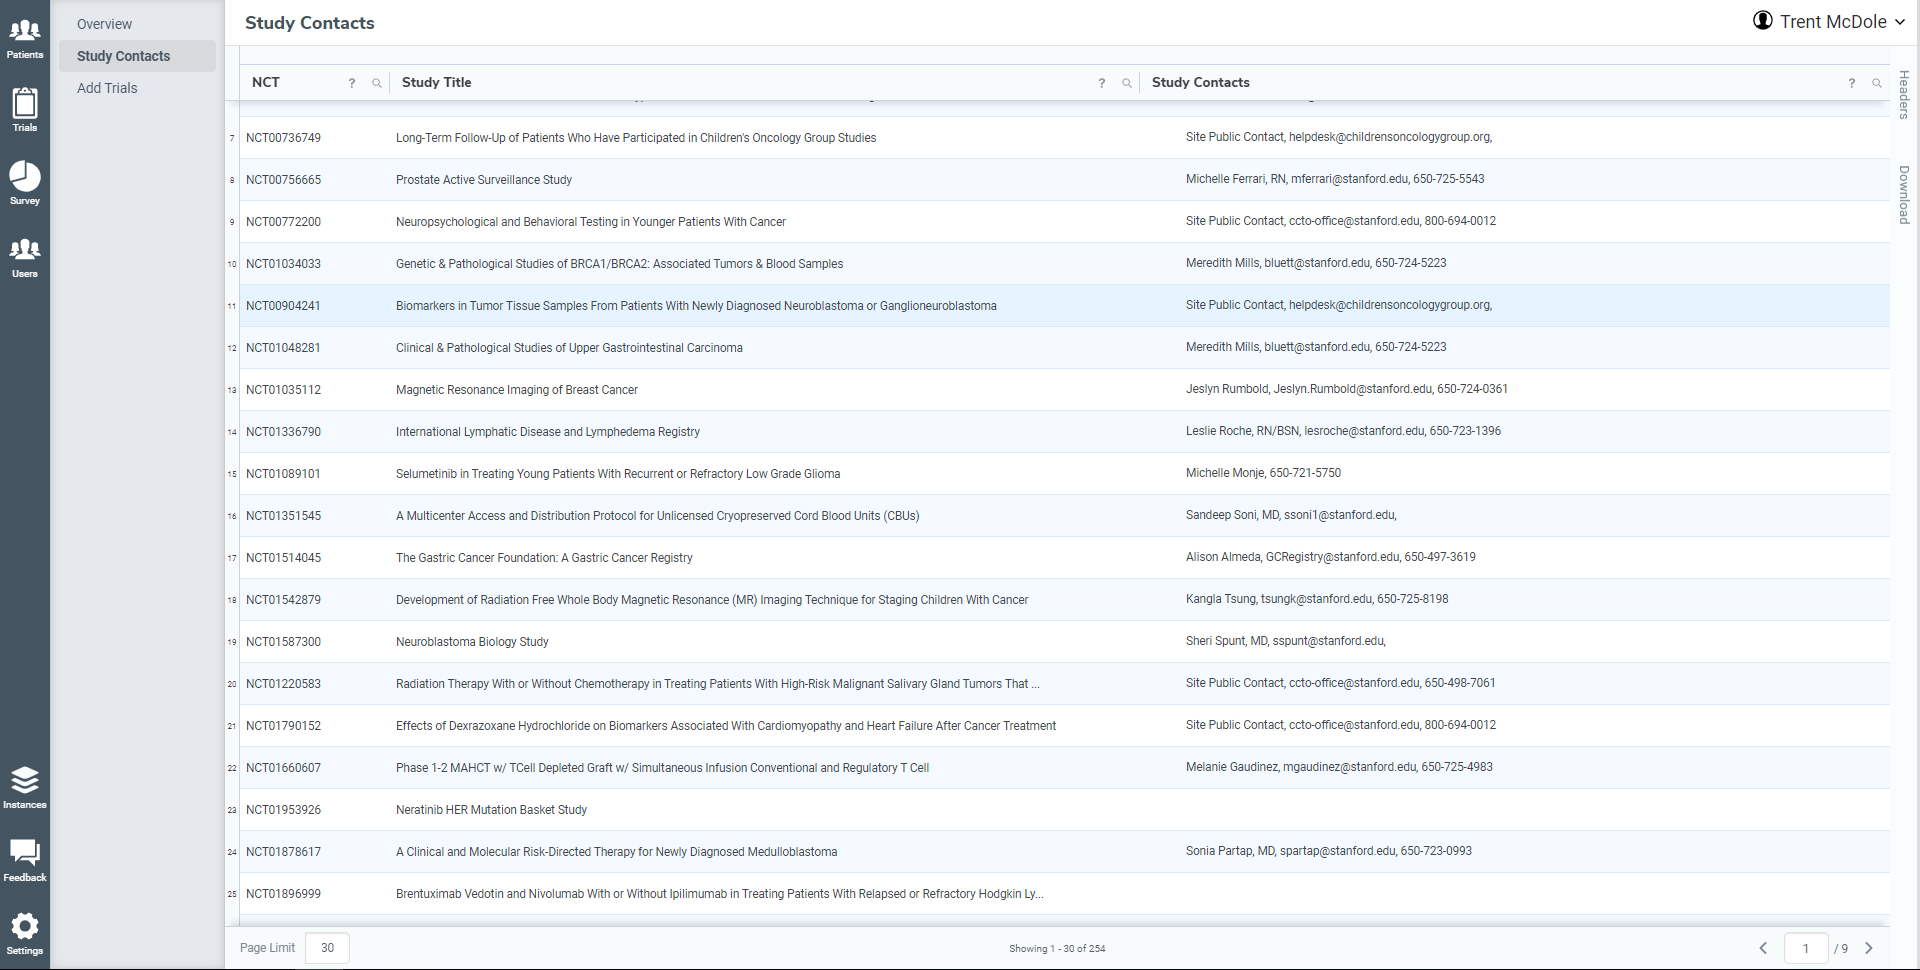 Patients
Trials
Survey
Users
Instances
Feedback
Settings
Overview
Study Contacts
Add Trials
Study Contacts
Trent McDole
NCT ? Study Title ? Study Contacts ?
7 NCT00736749 Long-Term Follow-Up of Patients Who Have Participated in Children's Oncology Group Studies Site Public Contact, helpdesk@childrensoncologygroup.org,
8 NCT00756665 Prostate Active Surveillance Study Michelle Ferrari, RN, mferrari@stanford.edu, 650-725-5543
9 NCT00772200 Neuropsychological and Behavioral Testing in Younger Patients With Cancer Site Public Contact, ccto-office@stanford.edu, 800-694-0012
10 NCT01034033 Genetic & Pathological Studies of BRCA1/BRCA2: Associated Tumors & Blood Samples Meredith Mills, bluett@stanford.edu, 650-724-5223
11 NCT00904241 Biomarkers in Tumor Tissue Samples From Patients With Newly Diagnosed Neuroblastoma or Ganglioneuroblastoma Site Public Contact, helpdesk@childrensoncologygroup.org,
12 NCT01048281 Clinical & Pathological Studies of Upper Gastrointestinal Carcinoma Meredith Mills, bluett@stanford.edu, 650-724-5223
13 NCT01035112 Magnetic Resonance Imaging of Breast Cancer Jeslyn Rumbold, Jeslyn.Rumbold@stanford.edu, 650-724-0361
14 NCT01336790 International Lymphatic Disease and Lymphedema Registry Leslie Roche, RN/BSN, lesroche@stanford.edu, 650-723-1396
15 NCT01089101 Selumetinib in Treating Young Patients With Recurrent or Refractory Low Grade Glioma Michelle Monje, 650-721-5750
16 NCT01351545 A Multicenter Access and Distribution Protocol for Unlicensed Cryopreserved Cord Blood Units (CBUs) Sandeep Soni, MD, ssoni1@stanford.edu,
17 NCT01514045 The Gastric Cancer Foundation: A Gastric Cancer Registry Alison Almeda, GCRegistry@stanford.edu, 650-497-3619
18 NCT01542879 Development of Radiation Free Whole Body Magnetic Resonance (MR) Imaging Technique for Staging Children With Cancer Kangla Tsung, tsungk@stanford.edu, 650-725-8198
19 NCT01587300 Neuroblastoma Biology Study Sheri Spunt, MD, sspunt@stanford.edu,
20 NCT01220583 Radiation Therapy With or Without Chemotherapy in Treating Patients With High-Risk Malignant Salivary Gland Tumors That ... Site Public Contact, ccto-office@stanford.edu, 650-498-7061
21 NCT01790152 Effects of Dexrazoxane Hydrochloride on Biomarkers Associated With Cardiomyopathy and Heart Failure After Cancer Treatment Site Public Contact, ccto-office@stanford.edu, 800-694-0012
22 NCT01660607 Phase 1-2 MAHCT w/ TCell Depleted Graft w/ Simultaneous Infusion Conventional and Regulatory T Cell Melanie Gaudinez, mgaudinez@stanford.edu, 650-725-4983
23 NCT01953926 Neratinib HER Mutation Basket Study
24 NCT01878617 A Clinical and Molecular Risk-Directed Therapy for Newly Diagnosed Medulloblastoma Sonia Partap, MD, spartap@stanford.edu, 650-723-0993
25 NCT01896999 Brentuximab Vedotin and Nivolumab With or Without Ipilimumab in Treating Patients With Relapsed or Refractory Hodgkin Ly...
Page Limit 30 Showing 1 - 30 of 254 1 / 9
Headers
Download